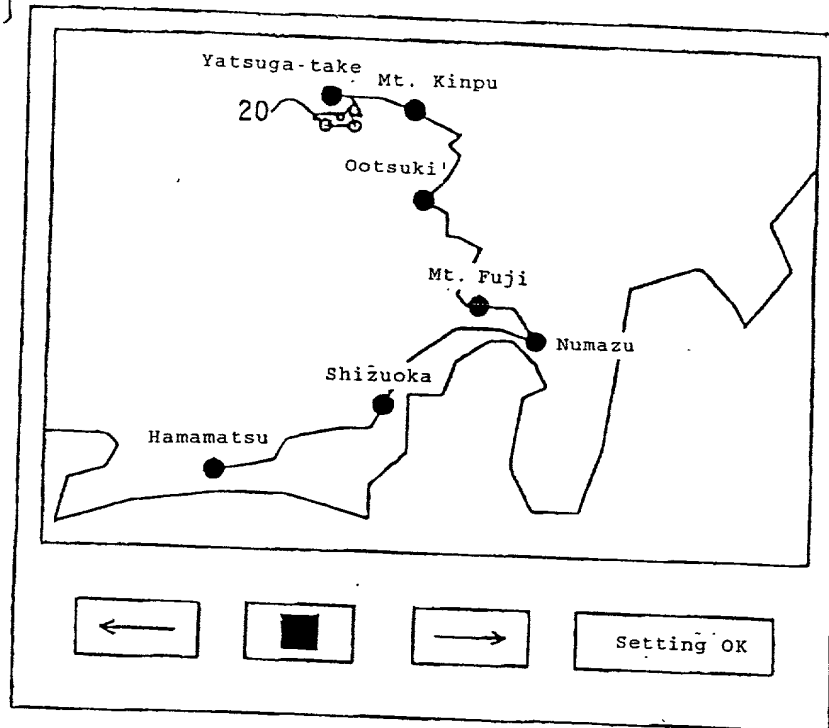 Yatsuga-take
Mt. Kinpu
20
Ootsuki
Mt. Fuji
Numazu
Shizuoka
Hamamatsu
Setting OK